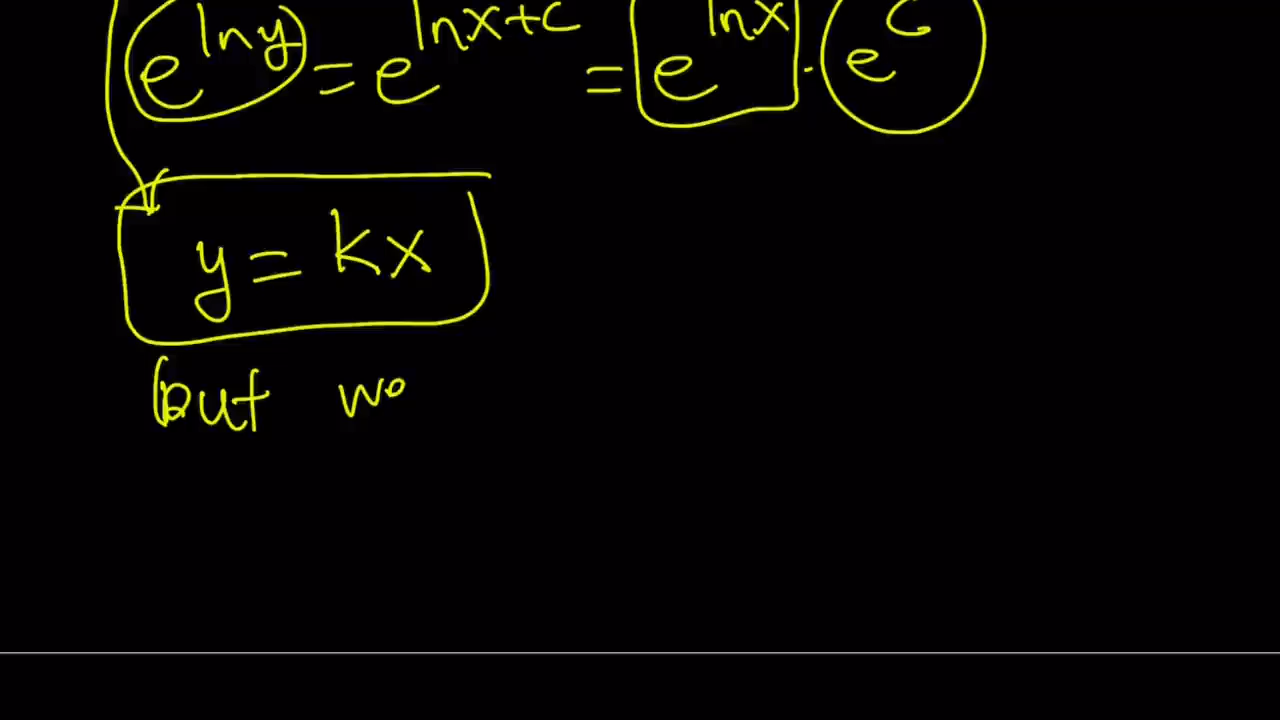 e^{ln y} = e^{ln x + c} = e^{ln x} · e^c
y = kx
but wo